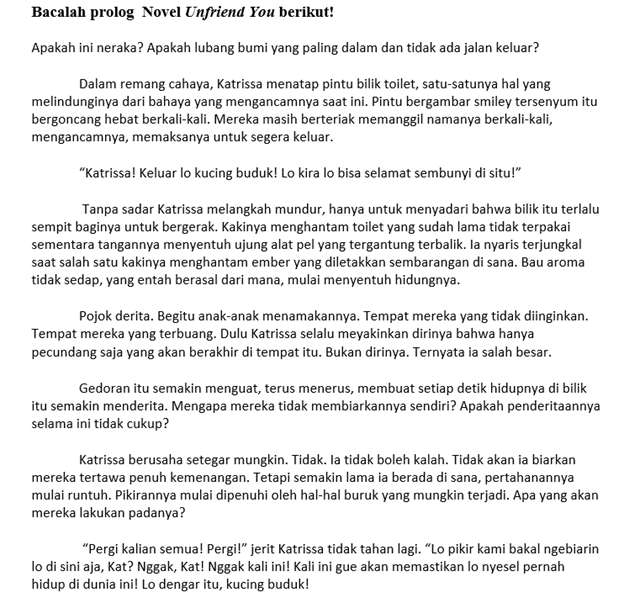 Bacalah prolog Novel Unfriend You berikut!
Apakah ini neraka? Apakah lubang bumi yang paling dalam dan tidak ada jalan keluar?
Dalam remang cahaya, Katrissa menatap pintu bilik toilet, satu-satunya hal yang
melindunginya dari bahaya yang mengancamnya saat ini. Pintu bergambar smiley tersenyum itu
bergoncang hebat berkali-kali. Mereka masih berteriak memanggil namanya berkali-kali,
mengancamnya, memaksanya untuk segera keluar.
“Katrissa! Keluar lo kucing buduk! Lo kira lo bisa selamat sembunyi di situ!”
Tanpa sadar Katrissa melangkah mundur, hanya untuk menyadari bahwa bilik itu terlalu
sempit baginya untuk bergerak. Kakinya menghantam toilet yang sudah lama tidak terpakai
sementara tangannya menyentuh ujung alat pel yang tergantung terbalik. Ia nyaris terjungkal
saat salah satu kakinya menghantam ember yang diletakkan sembarangan di sana. Bau aroma
tidak sedap, yang entah berasal dari mana, mulai menyentuh hidungnya.
Pojok derita. Begitu anak-anak menamakannya. Tempat mereka yang tidak diinginkan.
Tempat mereka yang terbuang. Dulu Katrissa selalu meyakinkan dirinya bahwa hanya
pecundang saja yang akan berakhir di tempat itu. Bukan dirinya. Ternyata ia salah besar.
Gedoran itu semakin menguat, terus menerus, membuat setiap detik hidupnya di bilik
itu semakin menderita. Mengapa mereka tidak membiarkannya sendiri? Apakah penderitaannya
selama ini tidak cukup?
Katrissa berusaha setegar mungkin. Tidak. Ia tidak boleh kalah. Tidak akan ia biarkan
mereka tertawa penuh kemenangan. Tetapi semakin lama ia berada di sana, pertahanannya
mulai runtuh. Pikirannya mulai dipenuhi oleh hal-hal buruk yang mungkin terjadi. Apa yang akan
mereka lakukan padanya?
“Pergi kalian semua! Pergi!” jerit Katrissa tidak tahan lagi. “Lo pikir kami bakal ngebiarin
lo di sini aja, Kat? Nggak, Kat! Nggak kali ini! Kali ini gue akan memastikan lo nyesel pernah
hidup di dunia ini! Lo dengar itu, kucing buduk!